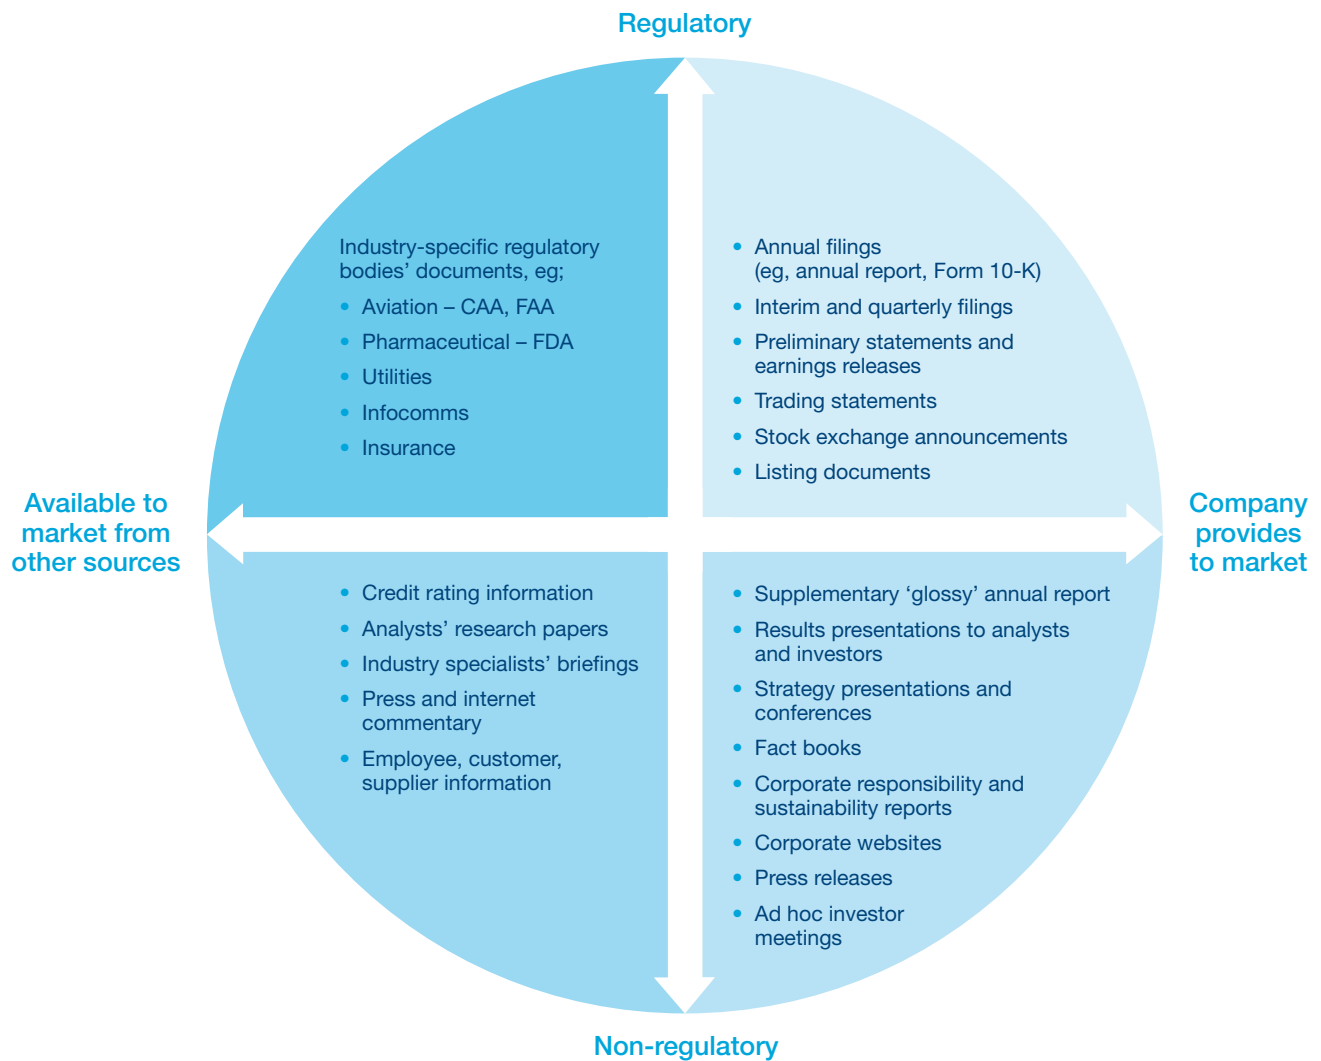 Regulatory
Industry-specific regulatory
bodies’ documents, eg;
• Aviation – CAA, FAA
• Pharmaceutical – FDA
• Utilities
• Infocomms
• Insurance
• Annual filings
(eg, annual report, Form 10-K)
• Interim and quarterly filings
• Preliminary statements and
earnings releases
• Trading statements
• Stock exchange announcements
• Listing documents
Available to
market from
other sources
Company
provides
to market
• Credit rating information
• Analysts’ research papers
• Industry specialists’ briefings
• Press and internet
commentary
• Employee, customer,
supplier information
• Supplementary ‘glossy’ annual report
• Results presentations to analysts
and investors
• Strategy presentations and
conferences
• Fact books
• Corporate responsibility and
sustainability reports
• Corporate websites
• Press releases
• Ad hoc investor
meetings
Non-regulatory